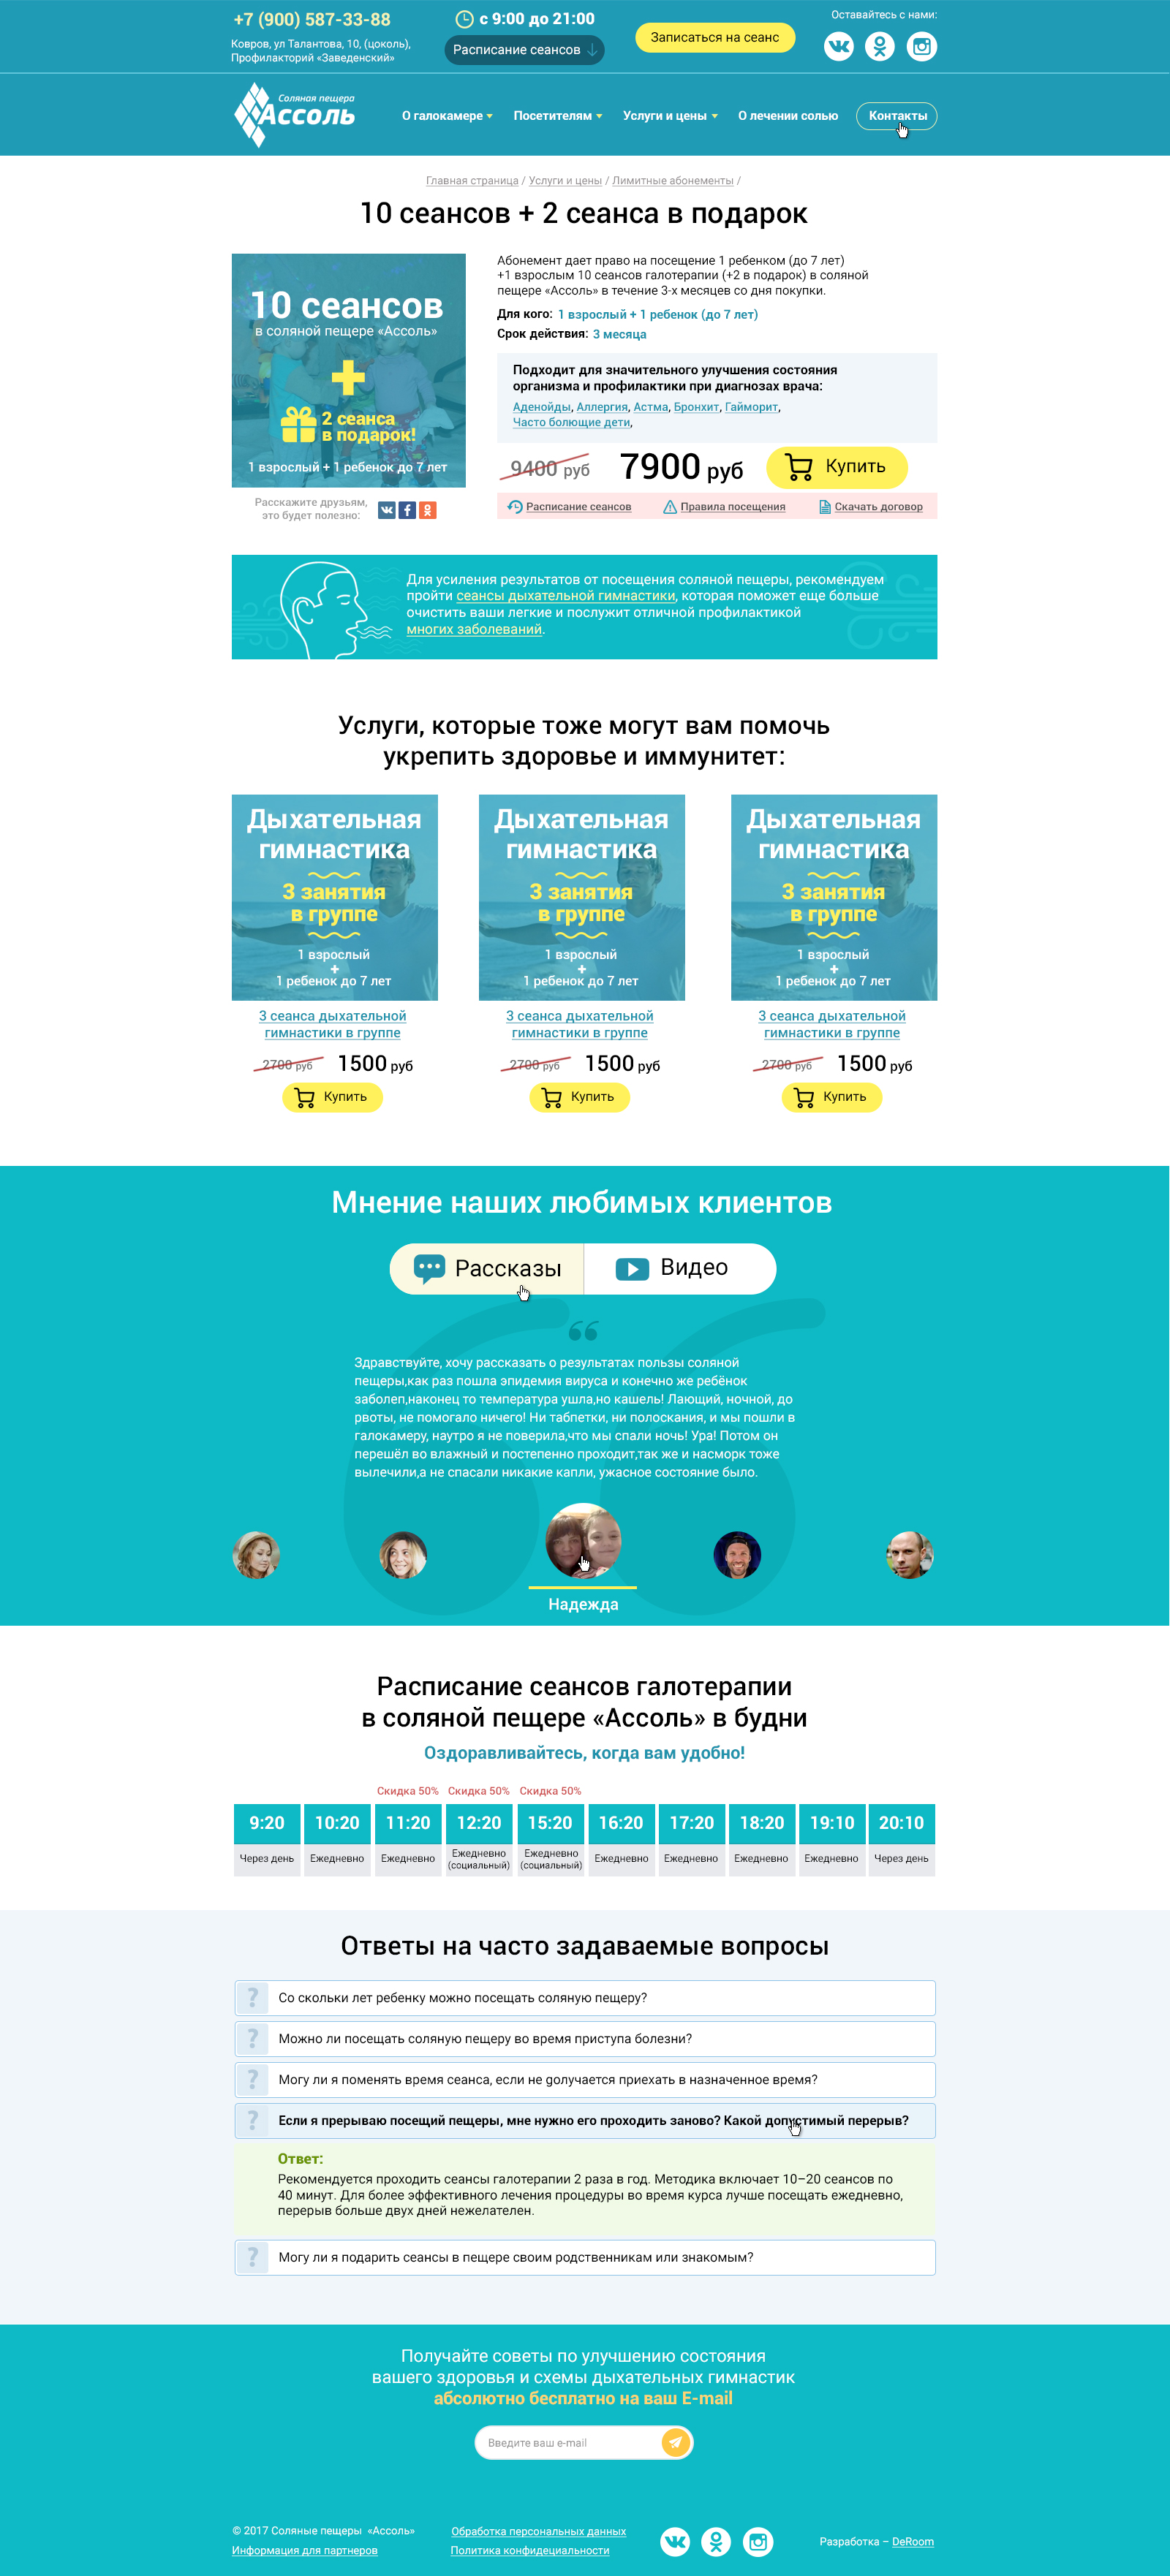 +7 (900) 587-33-88
Ковров, ул Талантова, 10, (цоколь),
Профилакторий «Заведенский»
с 9:00 до 21:00
Расписание сеансов
Записаться на сеанс
Оставайтесь с нами:
Соляная пещера
Ассоль
О галокамере
Посетителям
Услуги и цены
О лечении солью
Контакты
Главная страница / Услуги и цены / Лимитные абонементы /
10 сеансов + 2 сеанса в подарок
10 сеансов
в соляной пещере «Ассоль»
+
2 сеанса
в подарок!
1 взрослый + 1 ребенок до 7 лет
Расскажите друзьям,
это будет полезно:
Абонемент дает право на посещение 1 ребенком (до 7 лет)
+1 взрослым 10 сеансов галотерапии (+2 в подарок) в соляной
пещере «Ассоль» в течение 3-х месяцев со дня покупки.
Для кого: 1 взрослый + 1 ребенок (до 7 лет)
Срок действия: 3 месяца
Подходит для значительного улучшения состояния
организма и профилактики при диагнозах врача:
Аденойды, Аллергия, Астма, Бронхит, Гайморит,
Часто болющие дети,
9400 руб
7900 руб
Купить
Расписание сеансов
Правила посещения
Скачать договор
Для усиления результатов от посещения соляной пещеры, рекомендуем
пройти сеансы дыхательной гимнастики, которая поможет еще больше
очистить ваши легкие и послужит отличной профилактикой
многих заболеваний.
Услуги, которые тоже могут вам помочь
укрепить здоровье и иммунитет:
Дыхательная
гимнастика
3 занятия
в группе
1 взрослый
+
1 ребенок до 7 лет
3 сеанса дыхательной
гимнастики в группе
2700 руб
1500 руб
Купить
Дыхательная
гимнастика
3 занятия
в группе
1 взрослый
+
1 ребенок до 7 лет
3 сеанса дыхательной
гимнастики в группе
2700 руб
1500 руб
Купить
Дыхательная
гимнастика
3 занятия
в группе
1 взрослый
+
1 ребенок до 7 лет
3 сеанса дыхательной
гимнастики в группе
2700 руб
1500 руб
Купить
Мнение наших любимых клиентов
Рассказы
Видео
Здравствуйте, хочу рассказать о результатах пользы соляной
пещеры,как раз пошла эпидемия вируса и конечно же ребёнок
заболеп,наконец то температура ушла,но кашель! Лающий, ночной, до
рвоты, не помогало ничего! Ни табпетки, ни полоскания, и мы пошли в
галокамеру, наутро я не поверила,что мы спали ночь! Ура! Потом он
перешёл во влажный и постепенно проходит,так же и насморк тоже
вылечили,а не спасали никакие капли, ужасное состояние было.
Надежда
Расписание сеансов галотерапии
в соляной пещере «Ассоль» в будни
Оздоравливайтесь, когда вам удобно!
Скидка 50% Скидка 50% Скидка 50%
9:20 10:20 11:20 12:20 15:20 16:20 17:20 18:20 19:10 20:10
Через день
Ежедневно
Ежедневно
Ежедневно
(социальный)
Ежедневно
(социальный)
Ежедневно
Ежедневно
Ежедневно
Ежедневно
Через день
Ответы на часто задаваемые вопросы
? Со скольки лет ребенку можно посещать соляную пещеру?
? Можно ли посещать соляную пещеру во время приступа болезни?
? Могу ли я поменять время сеанса, если не gолучается приехать в назначенное время?
? Если я прерываю посещий пещеры, мне нужно его проходить заново? Какой допустимый перерыв?
Ответ:
Рекомендуется проходить сеансы галотерапии 2 раза в год. Методика включает 10–20 сеансов по
40 минут. Для более эффективного лечения процедуры во время курса лучше посещать ежедневно,
перерыв больше двух дней нежелателен.
? Могу ли я подарить сеансы в пещере своим родственникам или знакомым?
Получайте советы по улучшению состояния
вашего здоровья и схемы дыхательных гимнастик
абсолютно бесплатно на ваш E-mail
Введите ваш e-mail
© 2017 Соляные пещеры «Ассоль»
Информация для партнеров
Обработка персональных данных
Политика конфидециальности
Разработка – DeRoom